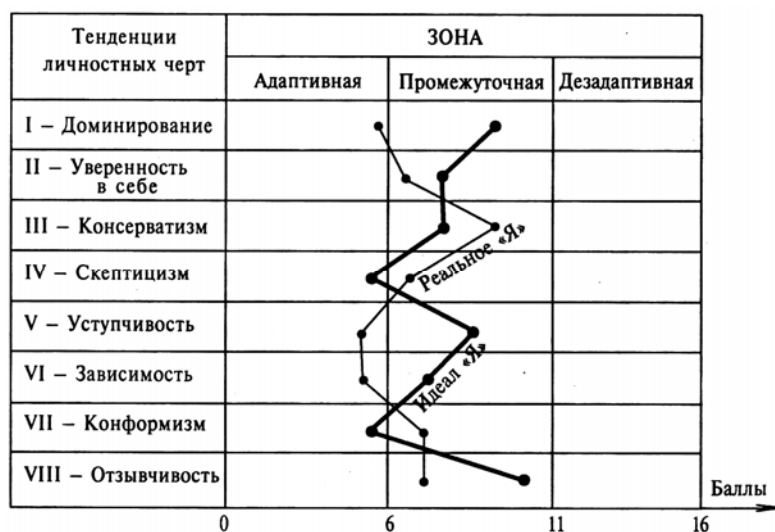 Тенденции
личностных черт
ЗОНА
Адаптивная
Промежуточная
Дезадаптивная
I – Доминирование
II – Уверенность
в себе
III – Консерватизм
IV – Скептицизм
V – Уступчивость
VI – Зависимость
VII – Конформизм
VIII – Отзывчивость
Реальное «Я»
Идеал «Я»
Баллы
0
6
11
16